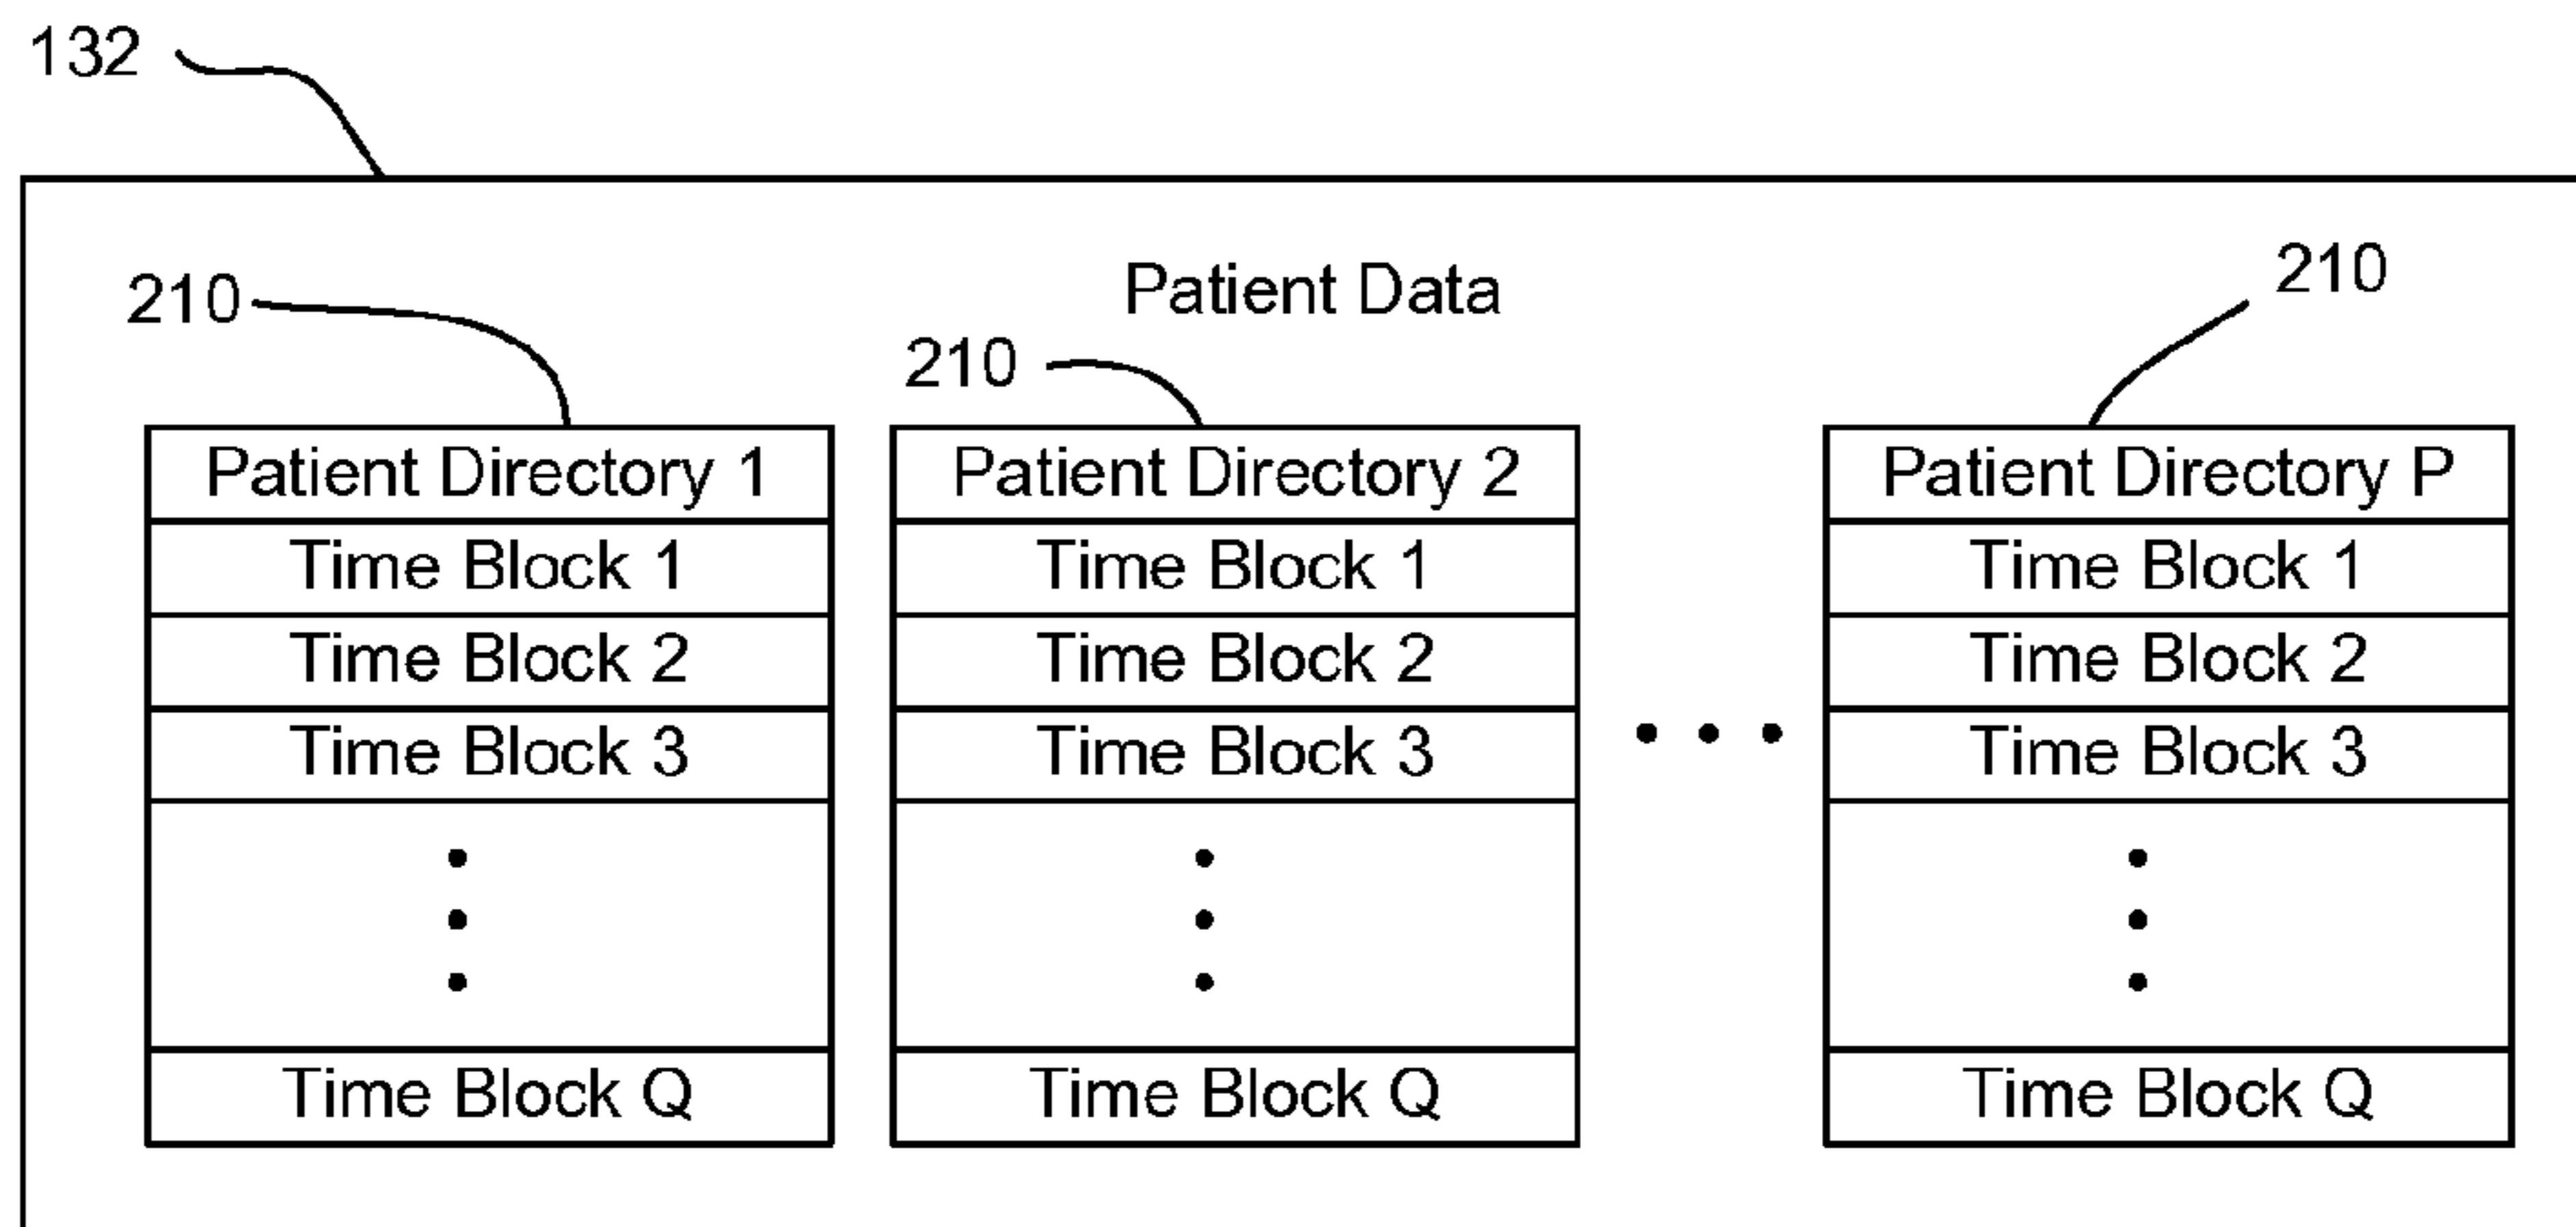 132
Patient Data
210
210
210
Patient Directory 1
Time Block 1
Time Block 2
Time Block 3
Time Block Q
Patient Directory 2
Time Block 1
Time Block 2
Time Block 3
Time Block Q
Patient Directory P
Time Block 1
Time Block 2
Time Block 3
Time Block Q